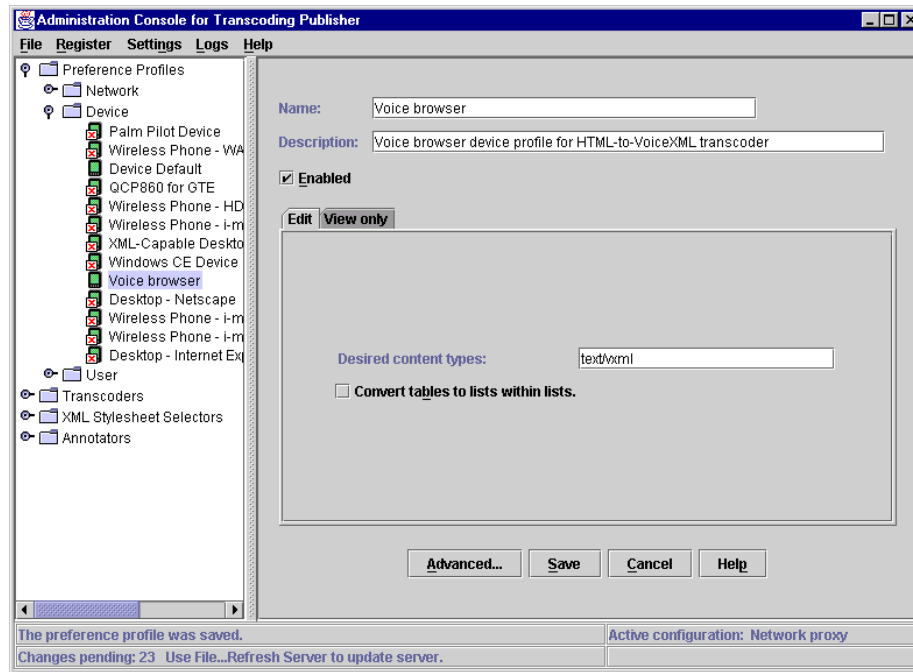 Administration Console for Transcoding Publisher
File Register Settings Logs Help
Preference Profiles
Network
Device
Palm Pilot Device
Wireless Phone - WA
Device Default
QCP860 for GTE
Wireless Phone - HD
Wireless Phone - i-m
XML-Capable Deskto
Windows CE Device
Voice browser
Desktop - Netscape
Wireless Phone - i-m
Wireless Phone - i-m
Desktop - Internet Exp
User
Transcoders
XML Stylesheet Selectors
Annotators
Name: Voice browser
Description: Voice browser device profile for HTML-to-VoiceXML transcoder
Enabled
Edit View only
Desired content types: text/vxml
Convert tables to lists within lists.
Advanced... Save Cancel Help
The preference profile was saved. Active configuration: Network proxy
Changes pending: 23 Use File...Refresh Server to update server.